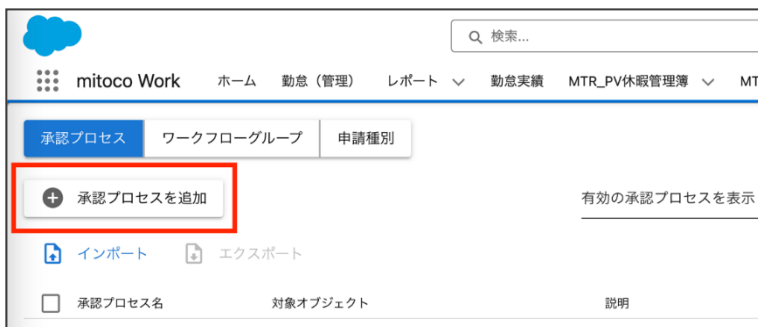 検索...
mitoco Work ホーム 勤怠（管理） レポート 勤怠実績 MTR_PV休暇管理簿
承認プロセス ワークフローグループ 申請種別
承認プロセスを追加 有効の承認プロセスを表示
インポート エクスポート
承認プロセス名 対象オブジェクト 説明